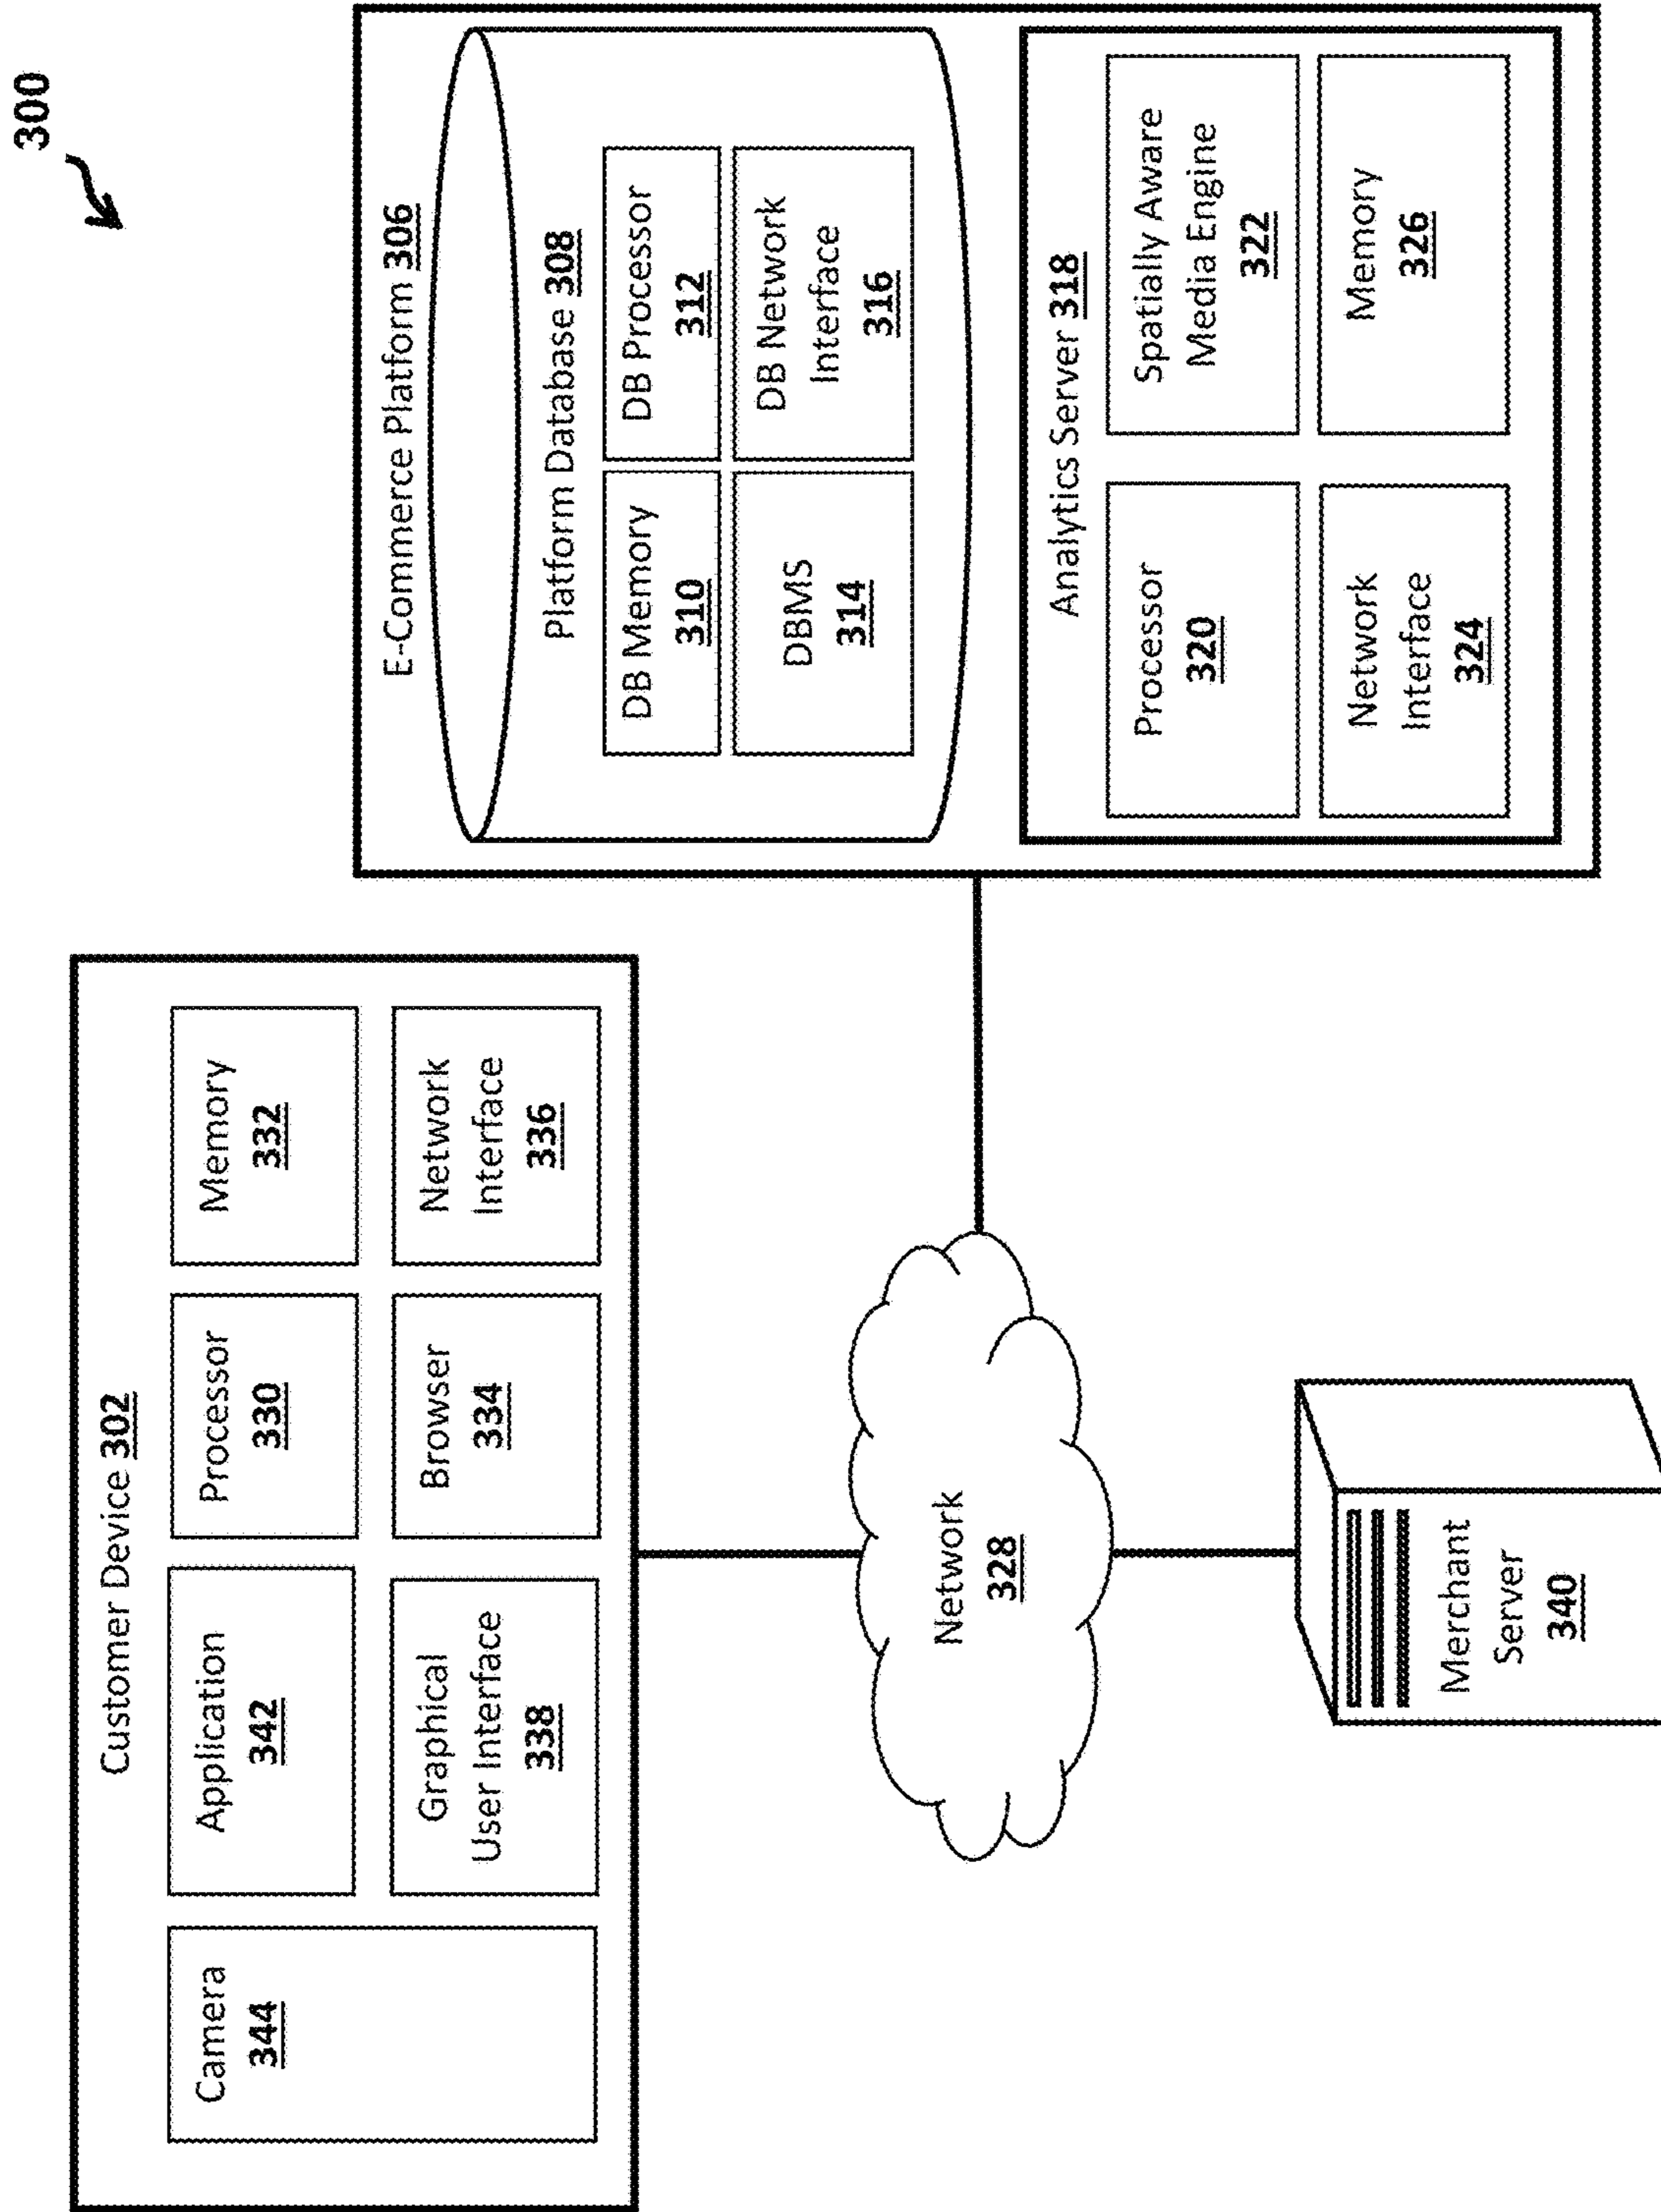 300
Customer Device 302
Camera
344
Application
342
Processor
330
Memory
332
Graphical
User Interface
338
Browser
334
Network
Interface
336
E-Commerce Platform 306
Platform Database 308
DB Memory
310
DB Processor
312
DBMS
314
DB Network
Interface
316
Analytics Server 318
Processor
320
Spatially Aware
Media Engine
322
Network
Interface
324
Memory
326
Network
328
Merchant
Server
340